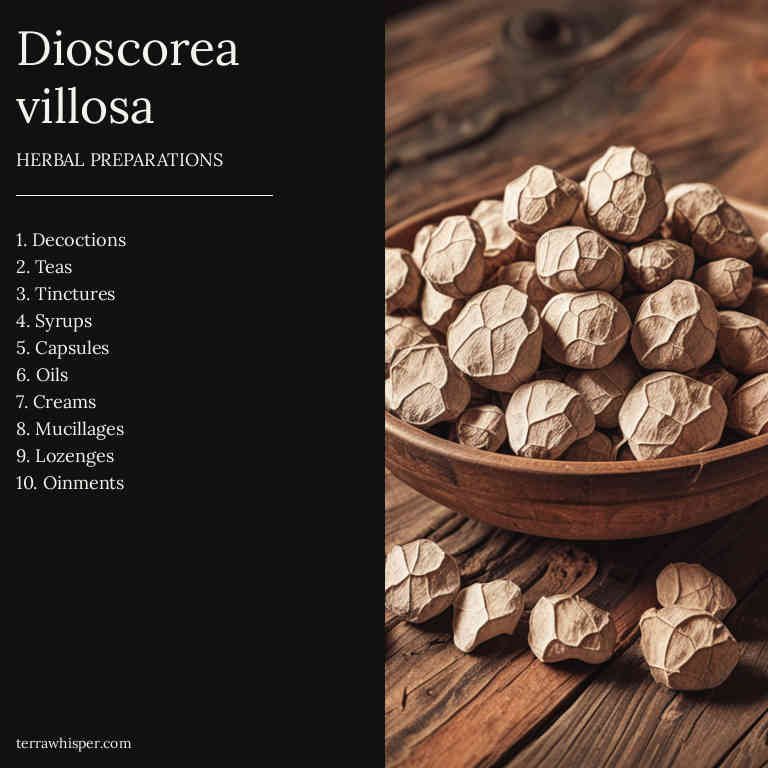 Dioscorea
villosa
HERBAL PREPARATIONS
1. Decoctions
2. Teas
3. Tinctures
4. Syrups
5. Capsules
6. Oils
7. Creams
8. Mucillages
9. Lozenges
10. Oinments
terrawhisper.com